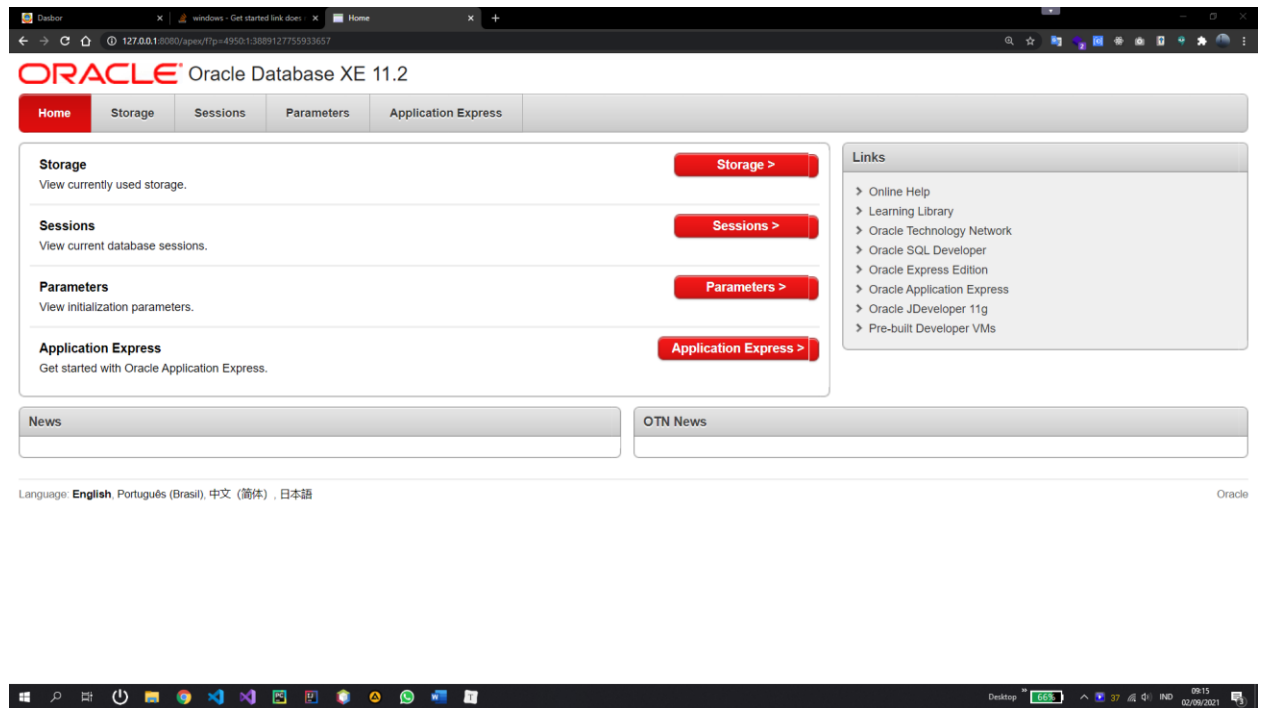 Dasbor
windows - Get started link does
Home
127.0.0.1:8080/apex/f?p=4950:1:3889127755933657
ORACLE Oracle Database XE 11.2
Home Storage Sessions Parameters Application Express
Storage
View currently used storage.
Storage >
Sessions
View current database sessions.
Sessions >
Parameters
View initialization parameters.
Parameters >
Application Express
Get started with Oracle Application Express.
Application Express >
Links
Online Help
Learning Library
Oracle Technology Network
Oracle SQL Developer
Oracle Express Edition
Oracle Application Express
Oracle JDeveloper 11g
Pre-built Developer VMs
News
OTN News
Language: English, Português (Brasil), 中文 (简体) , 日本語
Oracle
Desktop
66%
37
IND
09:15
02/09/2021